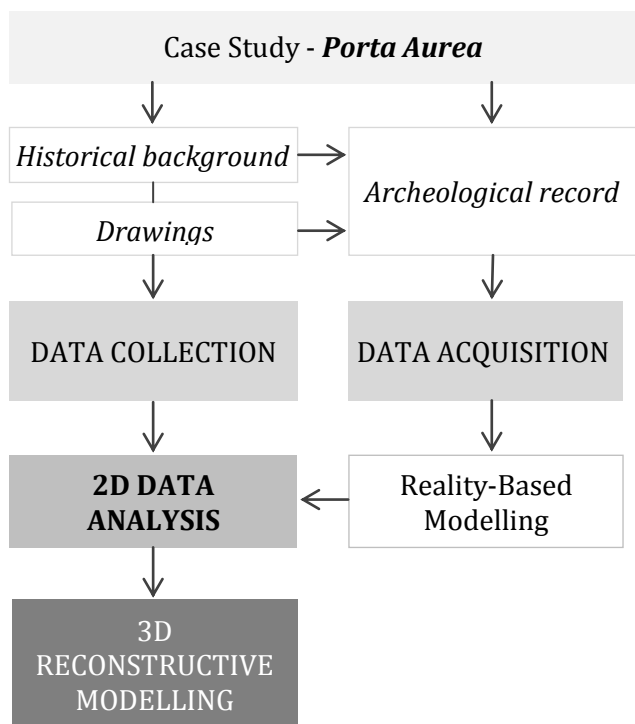 Case Study - Porta Aurea
Historical background
Archeological record
Drawings
DATA COLLECTION
DATA ACQUISITION
2D DATA
ANALYSIS
Reality-Based
Modelling
3D
RECONSTRUCTIVE
MODELLING